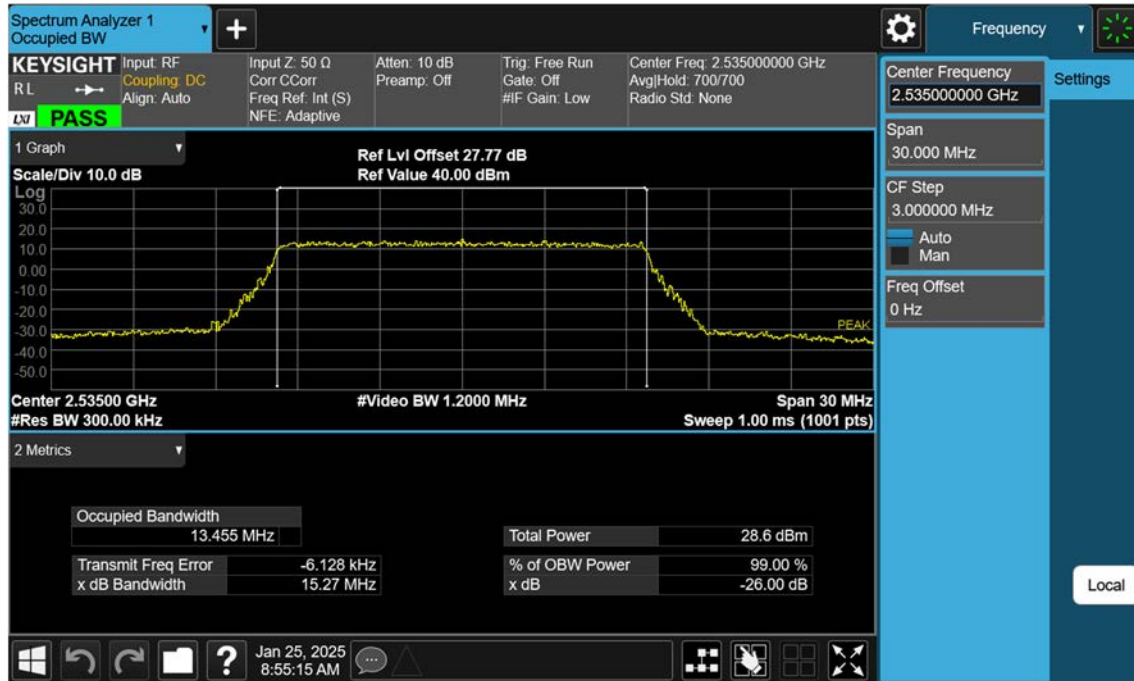 Spectrum Analyzer 1
Occupied BW
Frequency
KEYSIGHT
RL
LXI
PASS
Input: RF
Coupling: DC
Align: Auto
Input Z: 50 Ω
Corr CCorr
Freq Ref: Int (S)
NFE: Adaptive
Atten: 10 dB
Preamp: Off
Trig: Free Run
Gate: Off
#IF Gain: Low
Center Freq: 2.535000000 GHz
Avg|Hold: 700/700
Radio Std: None
Center Frequency
2.535000000 GHz
Settings
Span
30.000 MHz
CF Step
3.000000 MHz
Auto
Man
Freq Offset
0 Hz
Local
1 Graph
Scale/Div 10.0 dB
Ref Lvl Offset 27.77 dB
Ref Value 40.00 dBm
Log
30.0
20.0
10.0
0.00
-10.0
-20.0
-30.0
-40.0
-50.0
PEAK
Center 2.53500 GHz
#Video BW 1.2000 MHz
Span 30 MHz
#Res BW 300.00 kHz
Sweep 1.00 ms (1001 pts)
2 Metrics
Occupied Bandwidth
13.455 MHz
Total Power 28.6 dBm
Transmit Freq Error -6.128 kHz
% of OBW Power 99.00 %
x dB Bandwidth 15.27 MHz
x dB -26.00 dB
?
Jan 25, 2025
8:55:15 AM